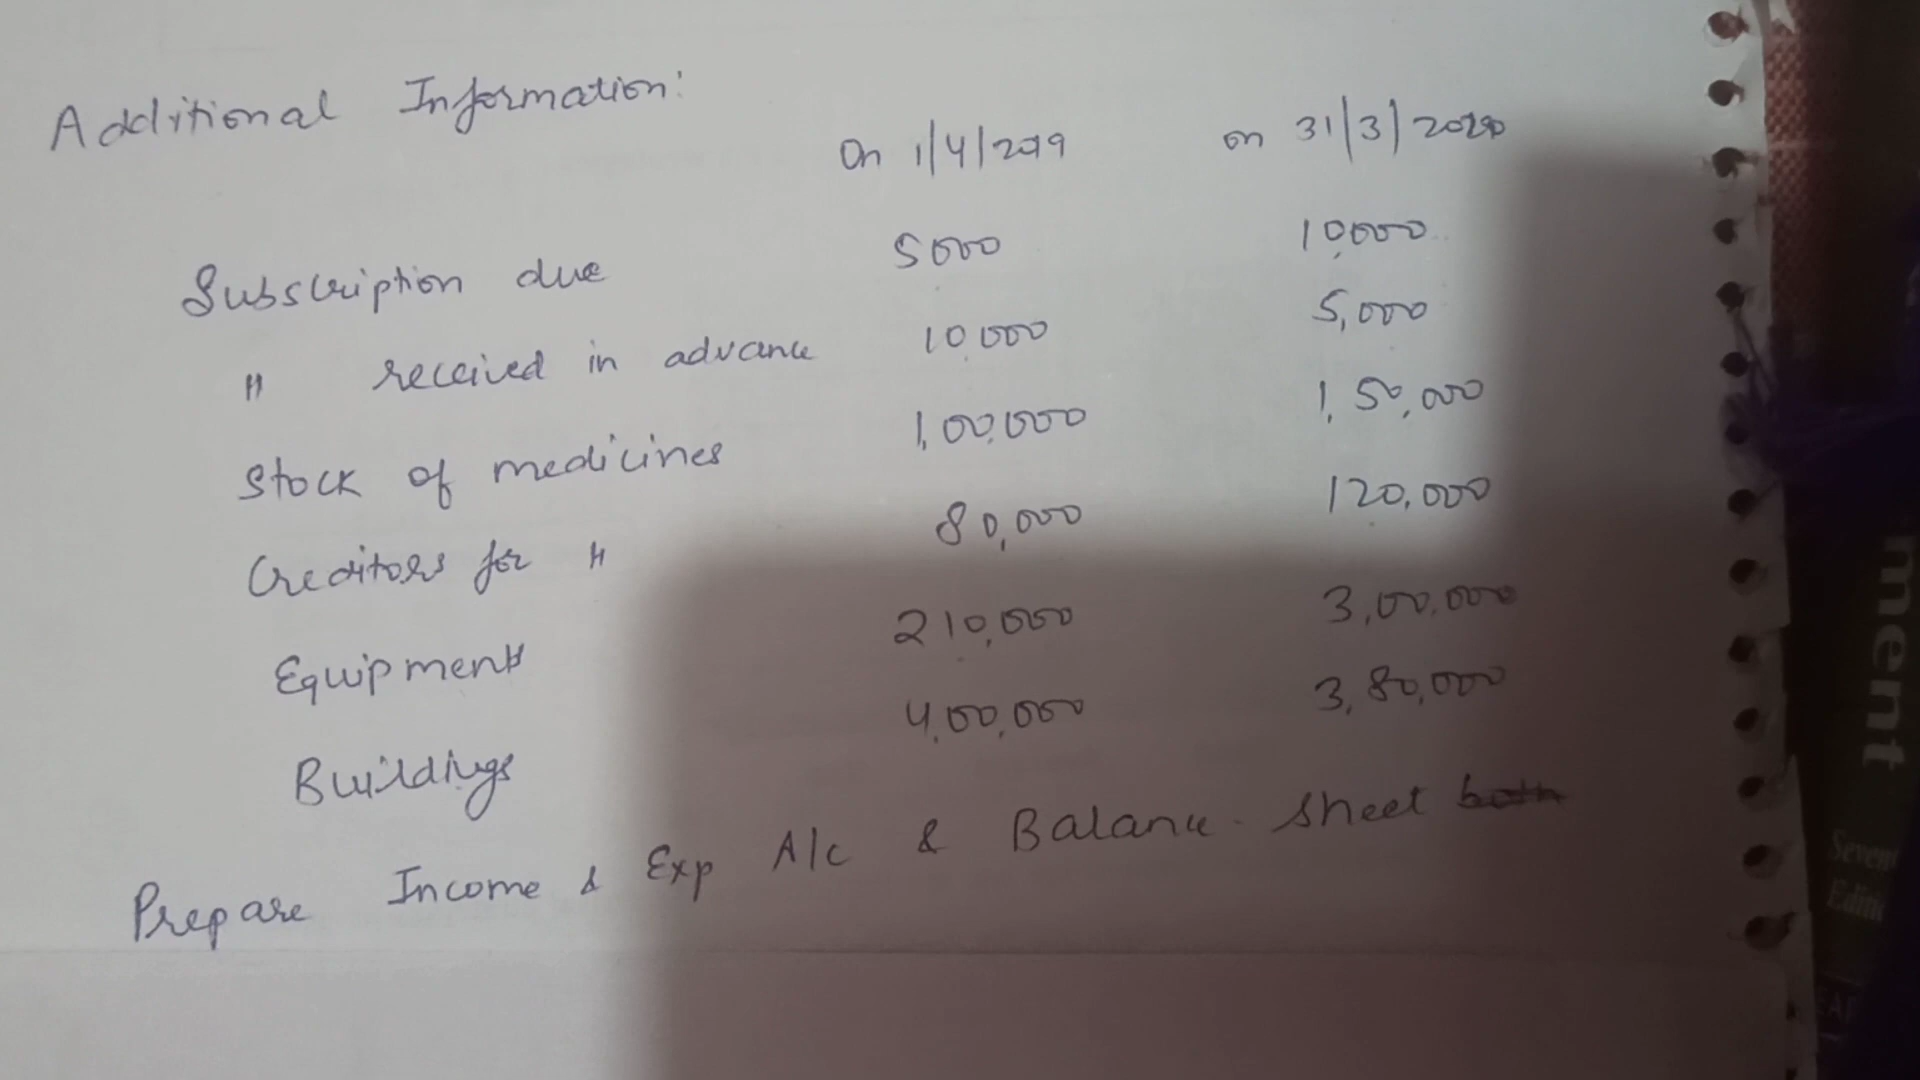 Additional Information:
On 1/4/2019 on 31/3/2020
Subscription due 5000 10,000
" received in advance 10,000 5,000
Stock of medicines 1,00,000 1,50,000
Creditors for " 80,000 120,000
Equipments 210,000 3,00,000
Buildings 4,00,000 3,80,000
Prepare Income & Exp A/c & Balance Sheet
ment
Edition